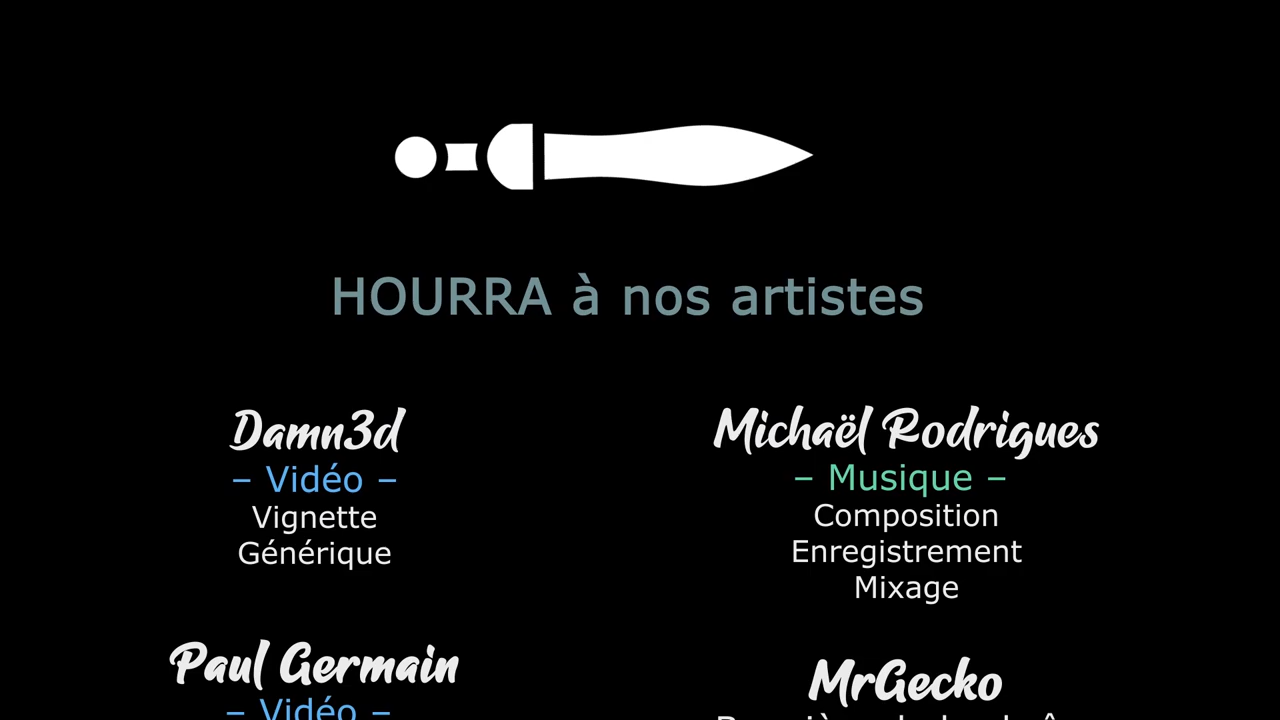 HOURRA à nos artistes
Damn3d
– Vidéo –
Vignette
Générique
Michaël Rodrigues
– Musique –
Composition
Enregistrement
Mixage
Paul Germain
– Vidéo –
MrGecko